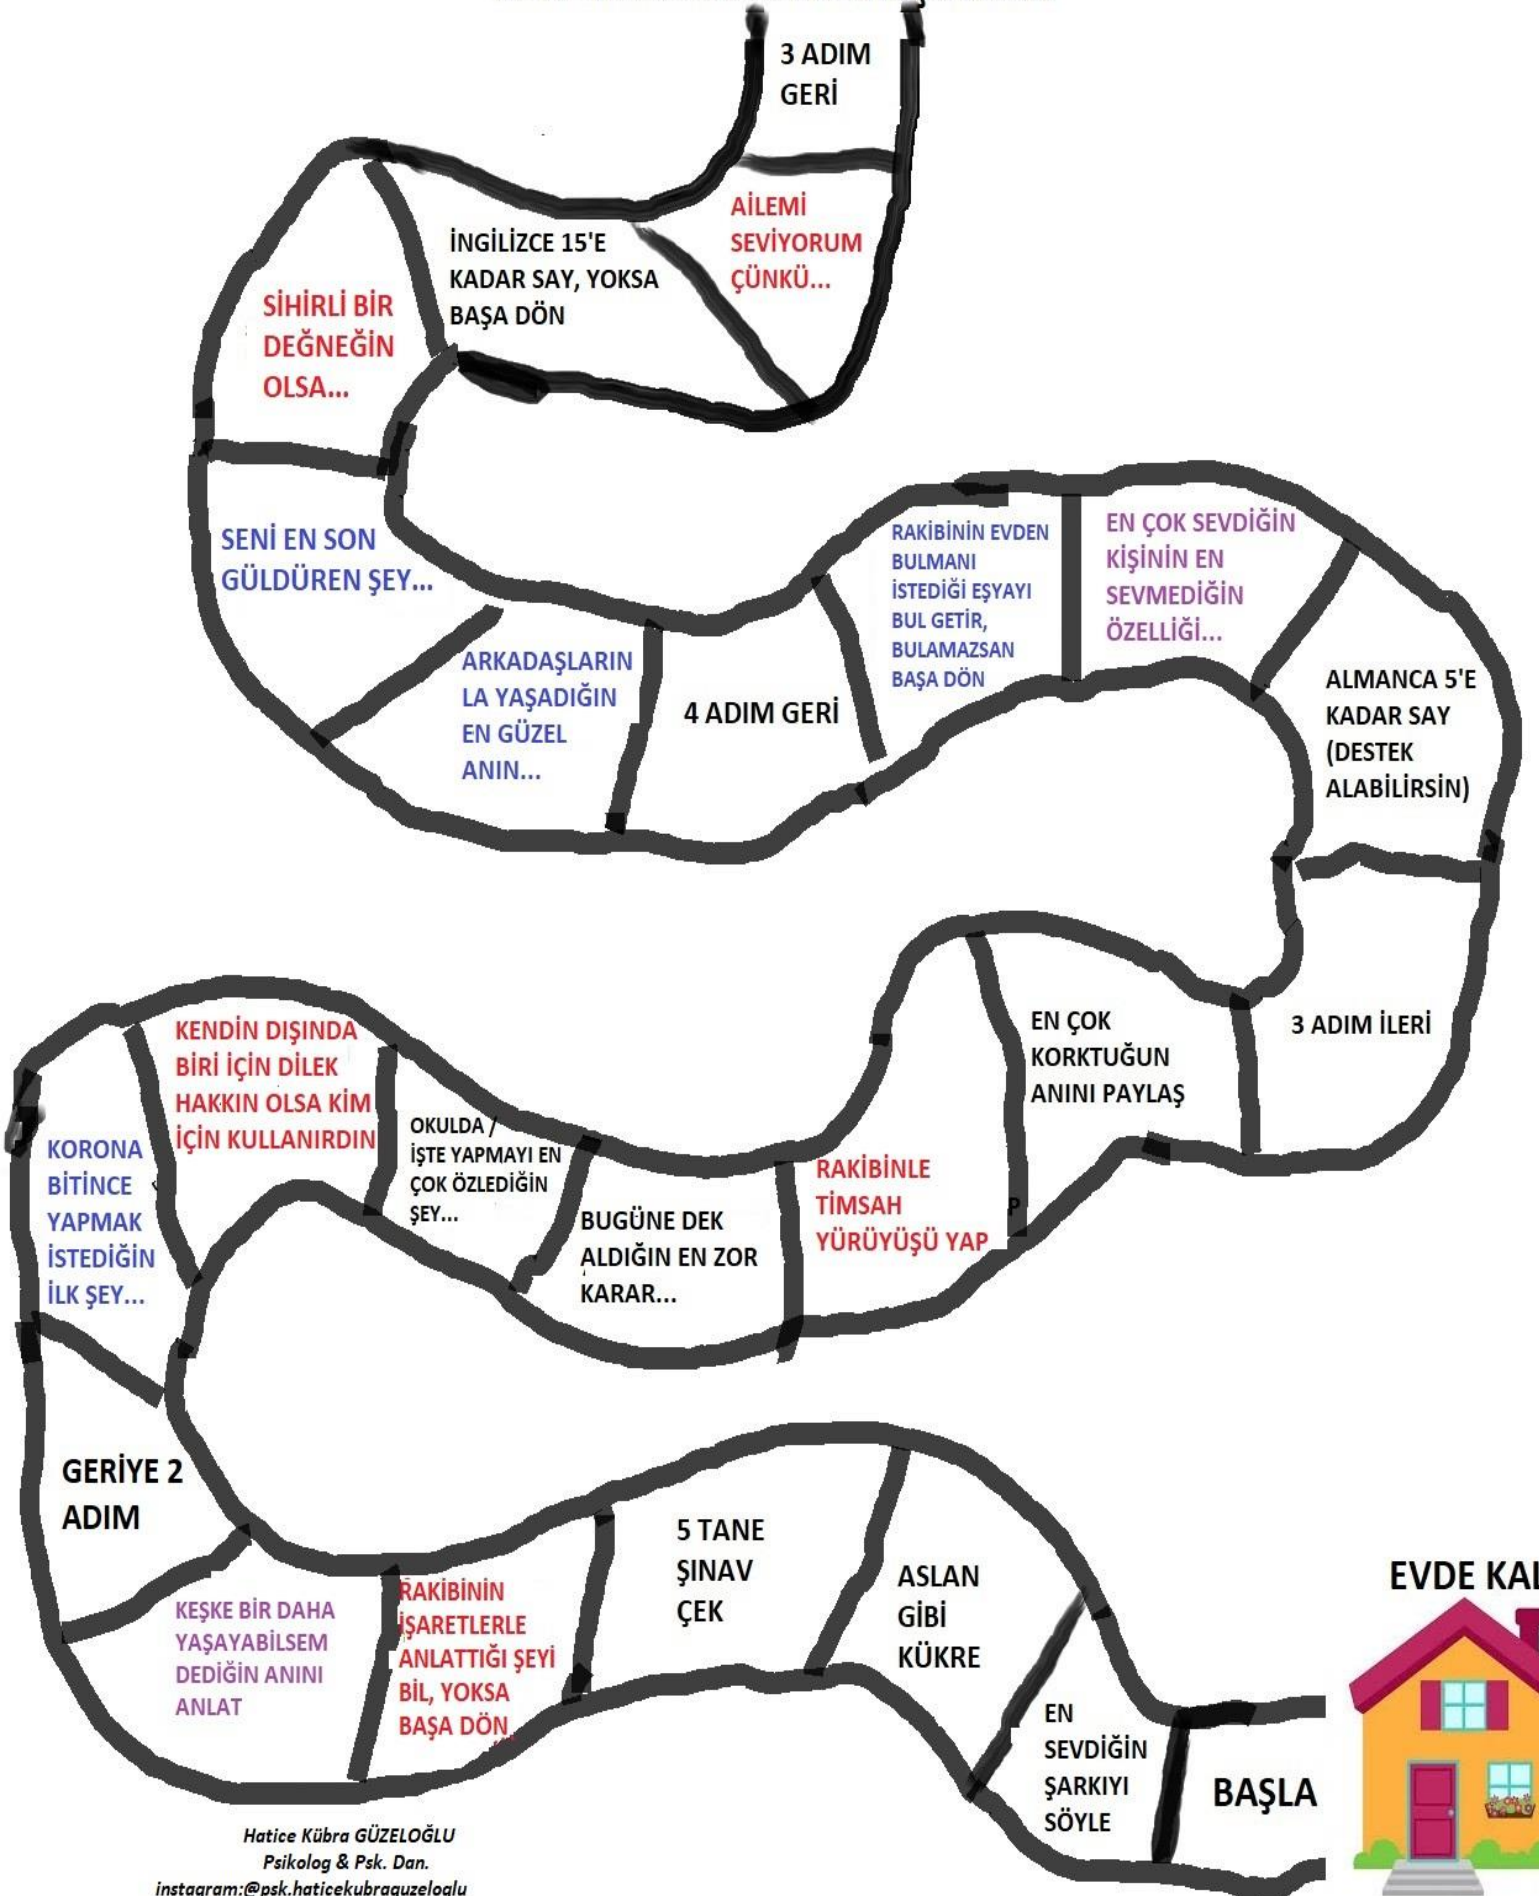 3 ADIM
GERİ
AİLEMİ
SEVİYORUM
ÇÜNKÜ...
İNGİLİZCE 15'E
KADAR SAY, YOKSA
BAŞA DÖN
SİHİRLİ BİR
DEĞNEĞİN
OLSA...
SENİ EN SON
GÜLDÜREN ŞEY...
ARKADAŞLARIN
LA YAŞADIĞIN
EN GÜZEL
ANIN...
4 ADIM GERİ
RAKİBİNİN EVDEN
BULMANI
İSTEDİĞİ EŞYAYI
BUL GETİR,
BULAMAZSAN
BAŞA DÖN
EN ÇOK SEVDİĞİN
KİŞİNİN EN
SEVMEDİĞİN
ÖZELLİĞİ...
ALMANCA 5'E
KADAR SAY
(DESTEK
ALABİLİRSİN)
3 ADIM İLERİ
EN ÇOK
KORKTUĞUN
ANINI PAYLAŞ
P
RAKİBİNLE
TİMSAH
YÜRÜYÜŞÜ YAP
BUGÜNE DEK
ALDIĞIN EN ZOR
KARAR...
OKULDA /
İŞTE YAPMAYI EN
ÇOK ÖZLEDİĞİN
ŞEY...
KENDİN DIŞINDA
BİRİ İÇİN DİLEK
HAKKIN OLSA KİM
İÇİN KULLANIRDIN
KORONA
BİTİNCE
YAPMAK
İSTEDİĞİN
İLK ŞEY...
GERİYE 2
ADIM
KEŞKE BİR DAHA
YAŞAYABİLSEM
DEDİĞİN ANINI
ANLAT
RAKİBİNİN
İŞARETLERLE
ANLATTIĞI ŞEYİ
BİL, YOKSA
BAŞA DÖN
5 TANE
ŞINAV
ÇEK
ASLAN
GİBİ
KÜKRE
EN
SEVDİĞİN
ŞARKIYI
SÖYLE
BAŞLA
EVDE KAL
Hatice Kübra GÜZELOĞLU
Psikolog & Psk. Dan.
instagram:@psk.haticekubraguzeloglu